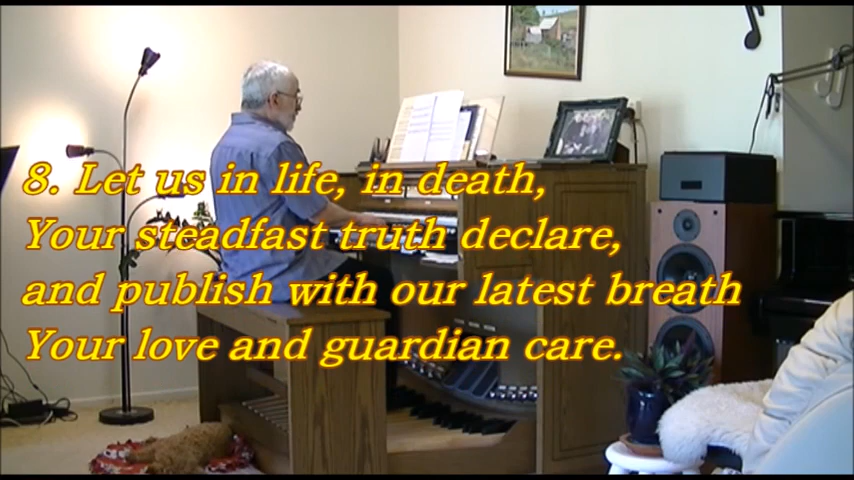 8. Let us in life, in death,
Your steadfast truth declare,
and publish with our latest breath
Your love and guardian care.